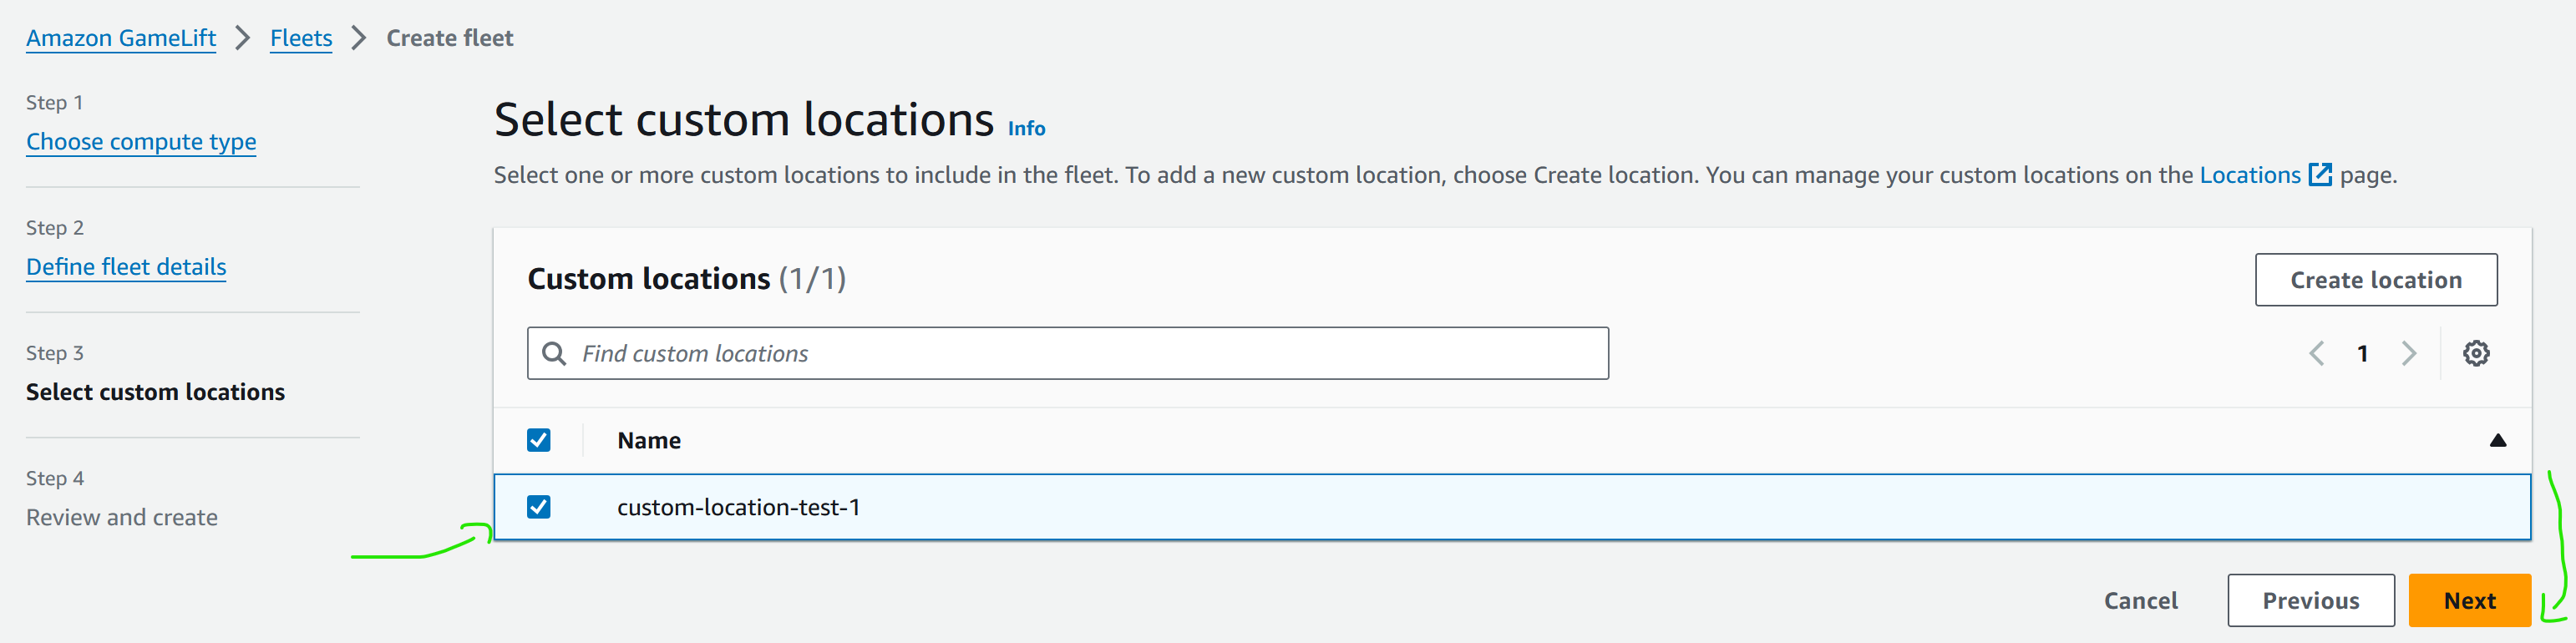 Amazon GameLift > Fleets > Create fleet
Step 1
Choose compute type
Step 2
Define fleet details
Step 3
Select custom locations
Step 4
Review and create
Select custom locations Info
Select one or more custom locations to include in the fleet. To add a new custom location, choose Create location. You can manage your custom locations on the Locations page.
Custom locations (1/1)
Create location
Find custom locations
1
Name
custom-location-test-1
Cancel
Previous
Next